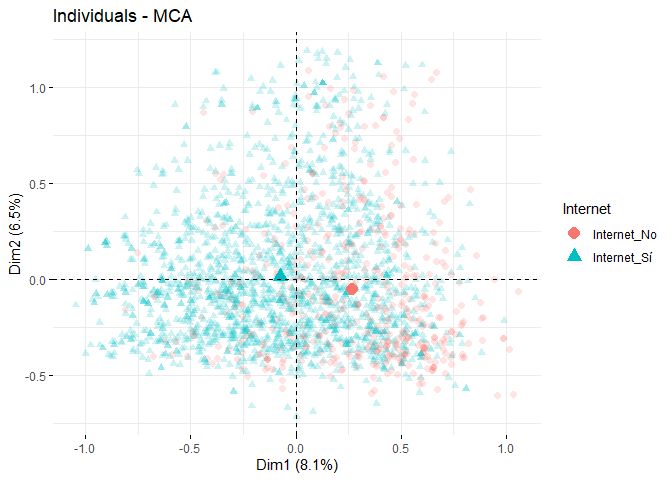 Individuals - MCA
1.0
0.5
0.0
-0.5
Dim2 (6.5%)
-1.0 -0.5 0.0 0.5 1.0
Dim1 (8.1%)
Internet
Internet_No
Internet_Sí